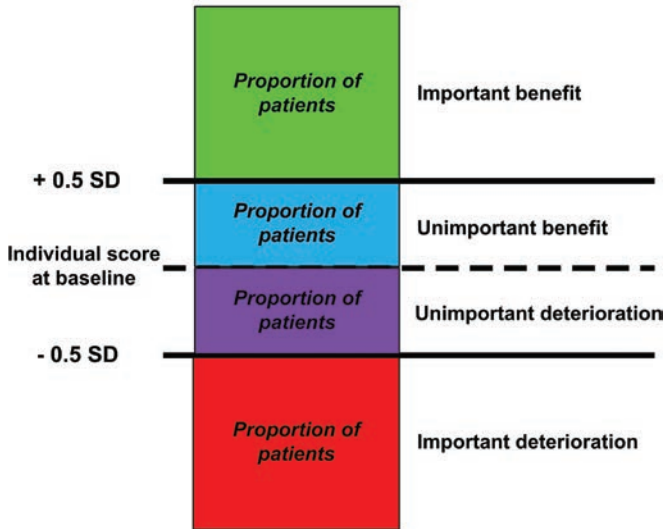 Proportion of
patients
Important benefit
+ 0.5 SD
Proportion of
patients
Unimportant benefit
Individual score
at baseline
Proportion of
patients
Unimportant deterioration
- 0.5 SD
Proportion of
patients
Important deterioration